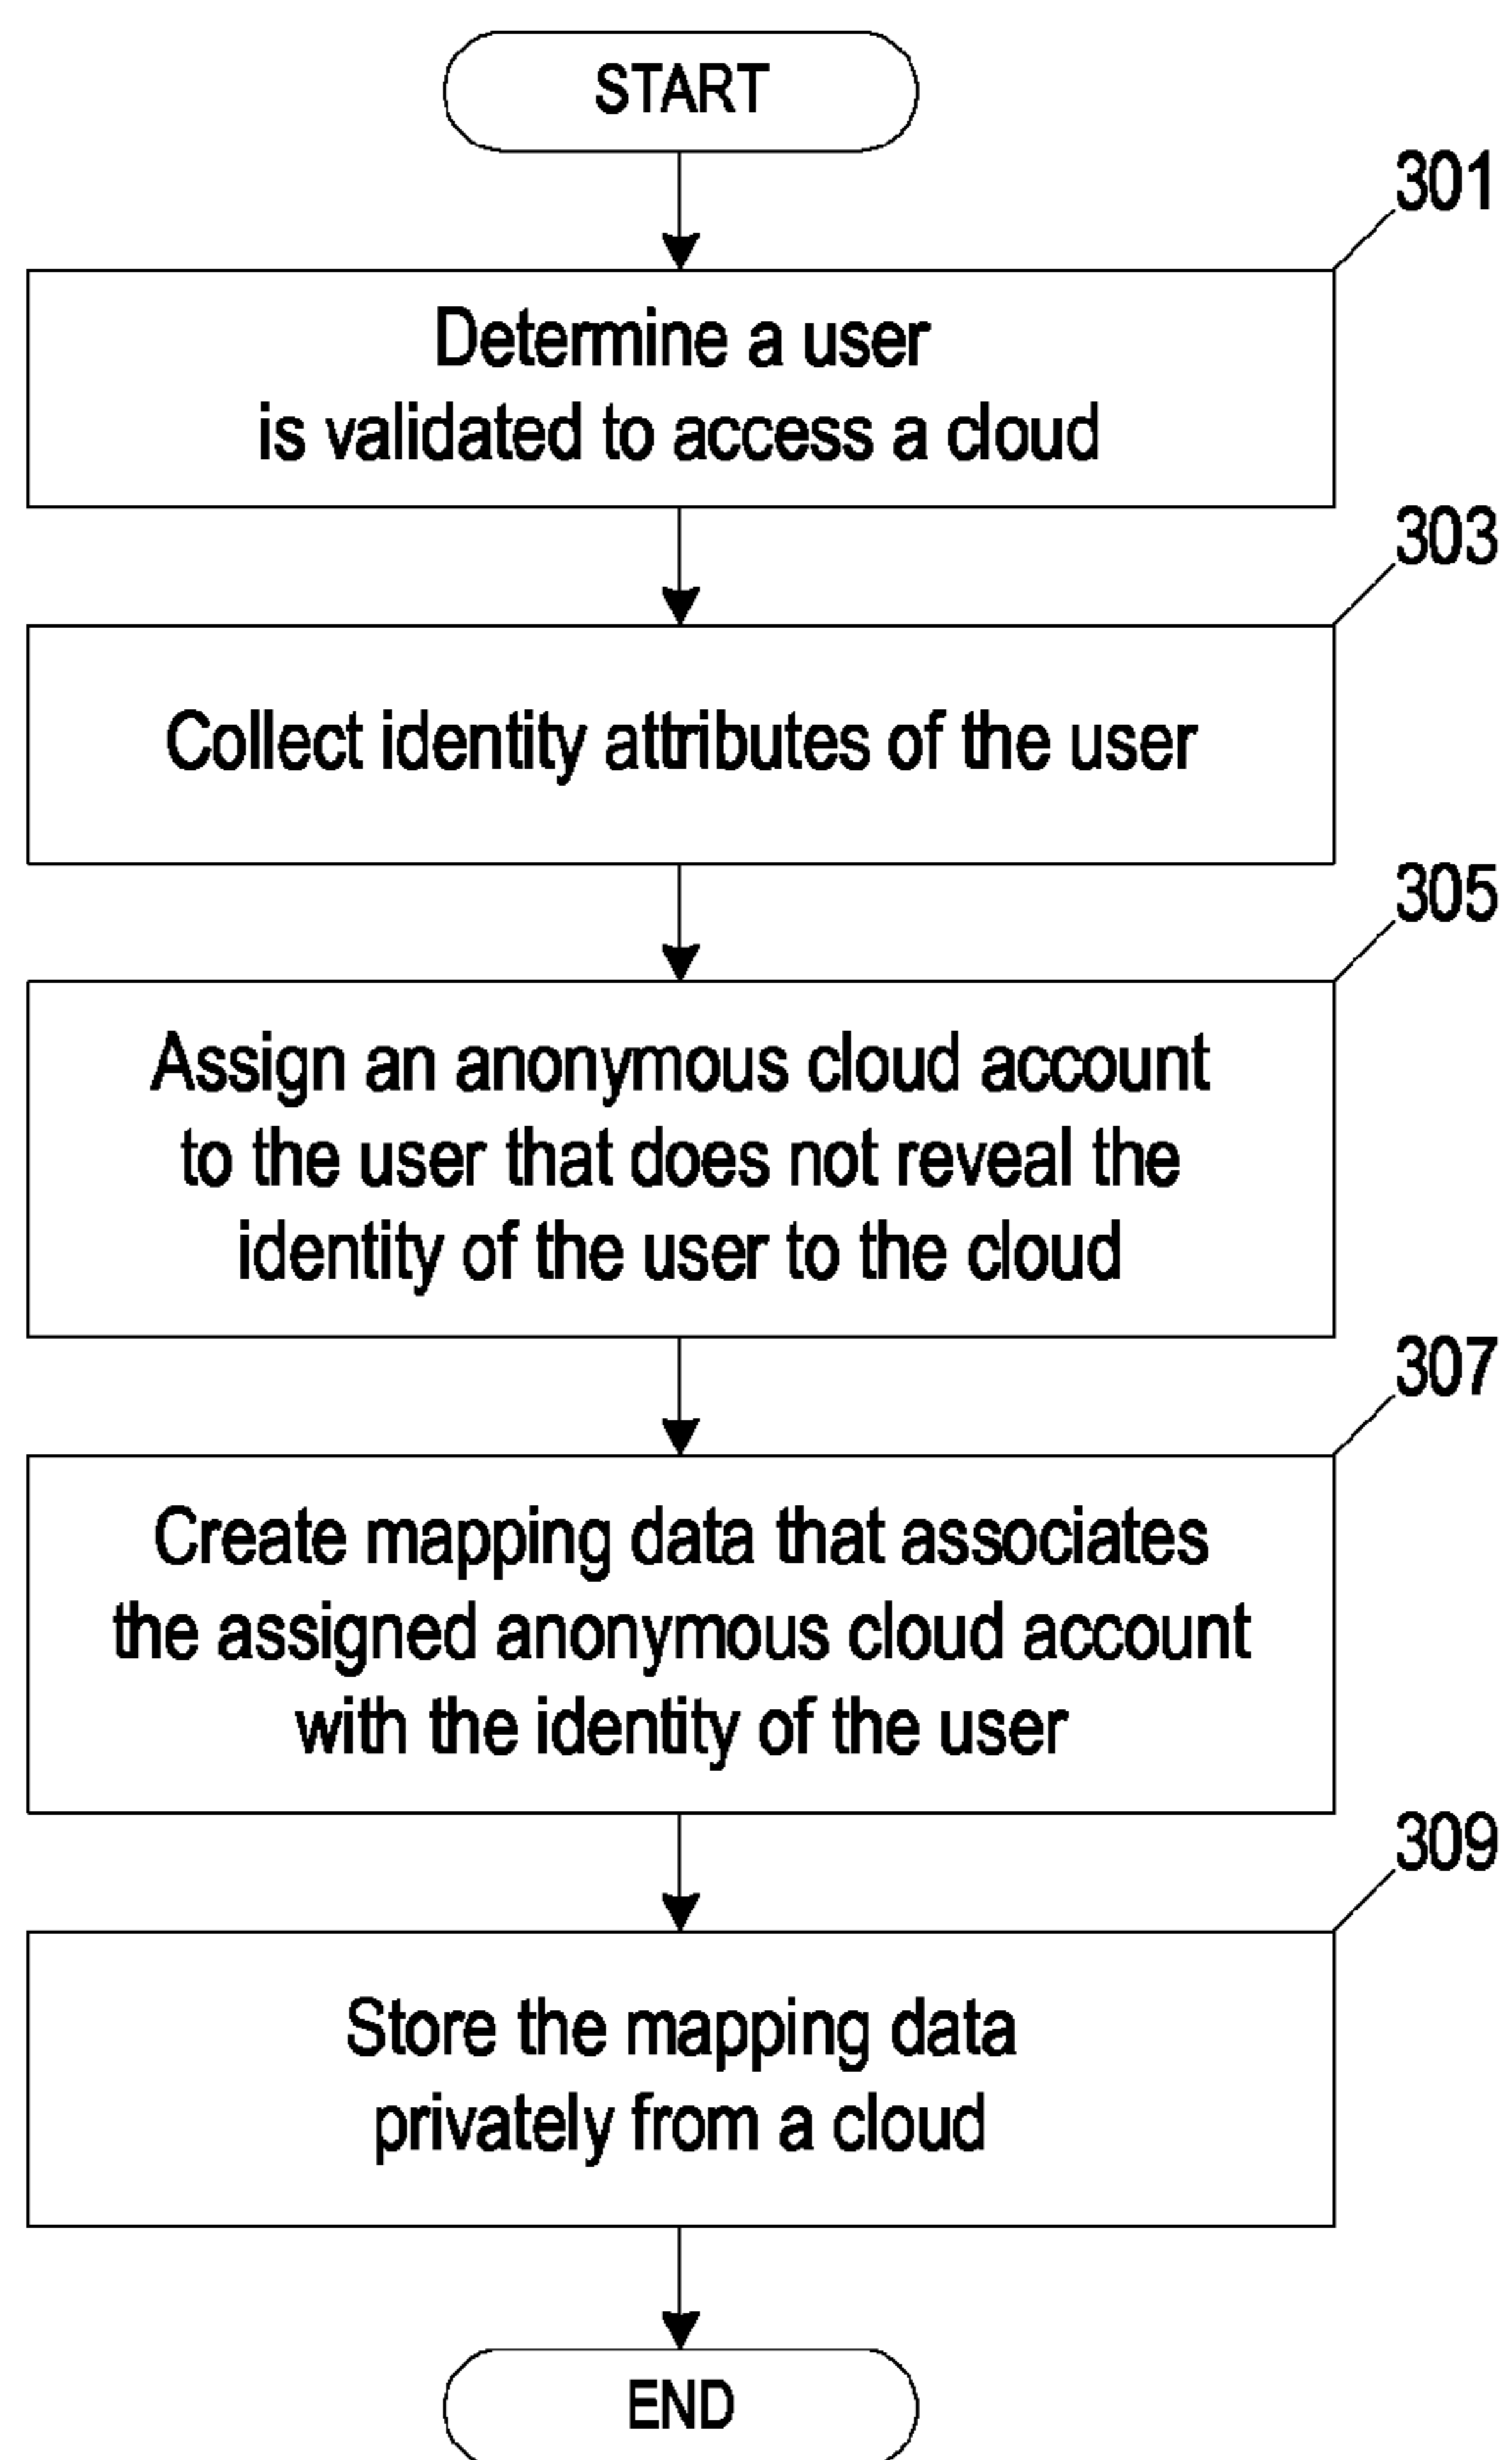 START
301
Determine a user
is validated to access a cloud
303
Collect identity attributes of the user
305
Assign an anonymous cloud account
to the user that does not reveal the
identity of the user to the cloud
307
Create mapping data that associates
the assigned anonymous cloud account
with the identity of the user
309
Store the mapping data
privately from a cloud
END